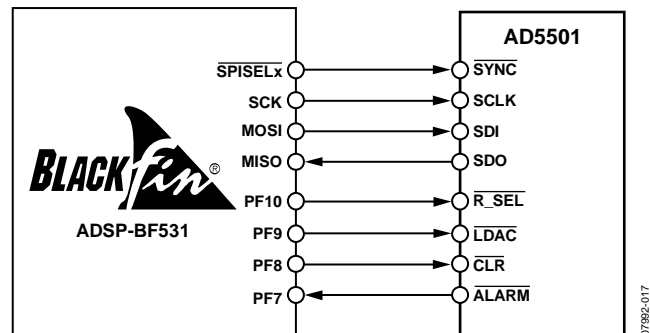 AD5501
SPISELx SYNC
SCK SCLK
MOSI SDI
MISO SDO
BLACKfin®
PF10 R_SEL
ADSP-BF531
PF9 LDAC
PF8 CLR
PF7 ALARM
07992-017